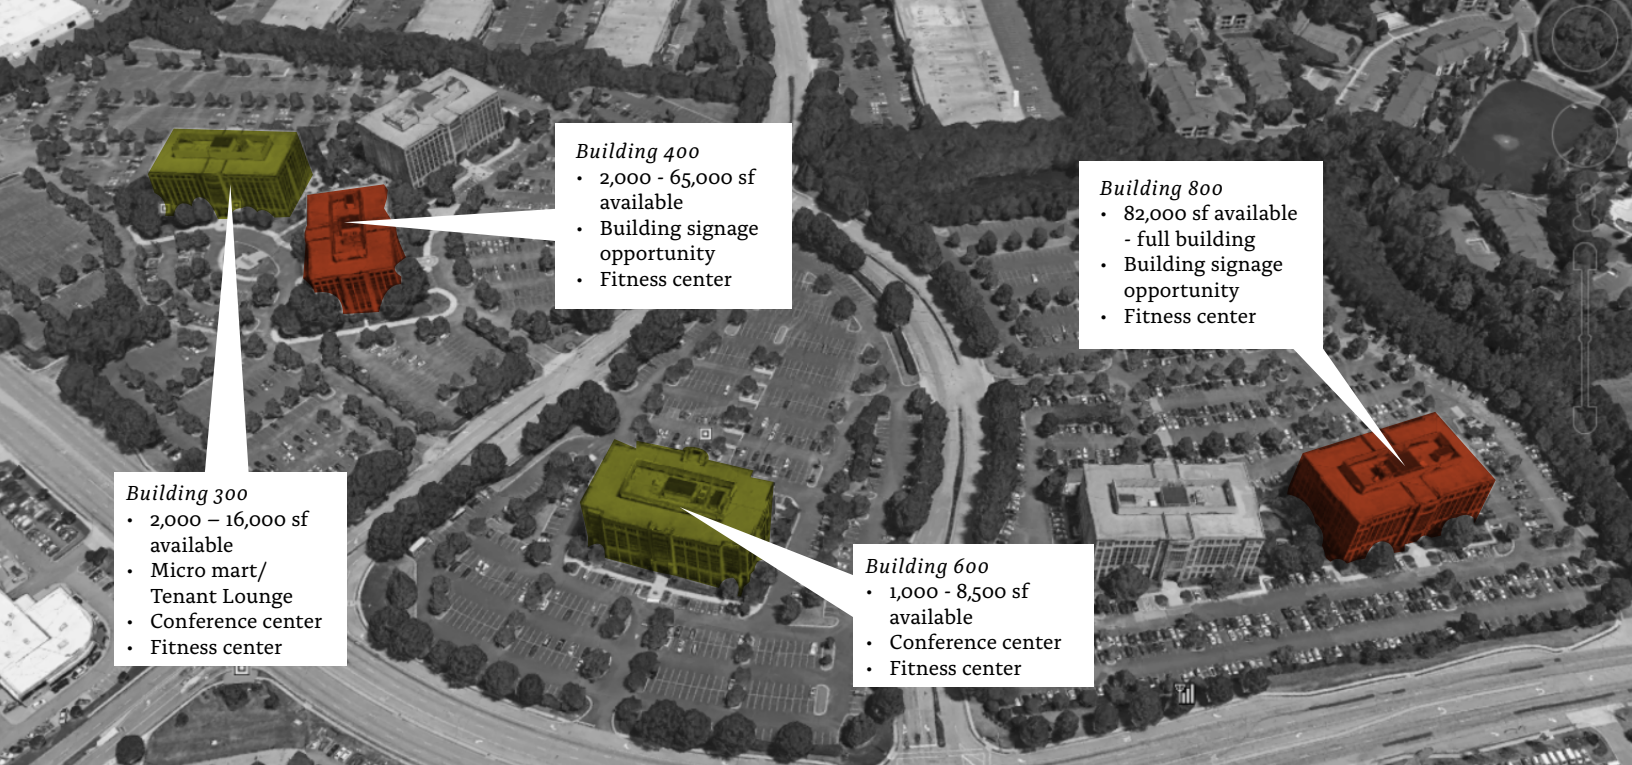 Building 400
• 2,000 - 65,000 sf
available
• Building signage
opportunity
• Fitness center
Building 800
• 82,000 sf available
- full building
• Building signage
opportunity
• Fitness center
Building 300
• 2,000 – 16,000 sf
available
• Micro mart/
Tenant Lounge
• Conference center
• Fitness center
Building 600
• 1,000 - 8,500 sf
available
• Conference center
• Fitness center